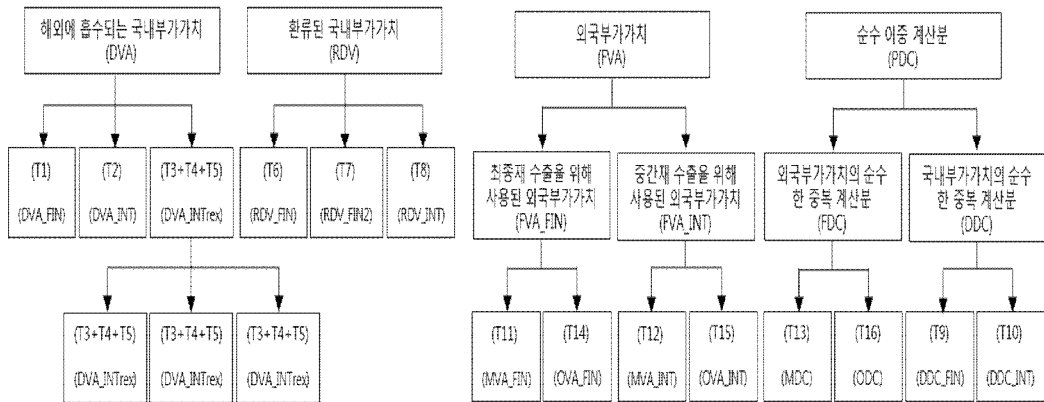 해외에 흡수되는 국내부가가치
(DVA)
환류된 국내부가가치
(RDV)
외국부가가치
(FVA)
순수 이중 계산분
(PDC)
(T1)
(DVA_FIN)
(T2)
(DVA_INT)
(T3+T4+T5)
(DVA_INTrex)
(T6)
(RDV_FIN)
(T7)
(RDV_FIN2)
(T8)
(RDV_INT)
최종재 수출을 위해
사용된 외국부가가치
(FVA_FIN)
중간재 수출을 위해
사용된 외국부가가치
(FVA_INT)
외국부가가치의 순수
한 중복 계산분
(FDC)
국내부가가치의 순수
한 중복 계산분
(DDC)
(T3+T4+T5)
(DVA_INTrex)
(T3+T4+T5)
(DVA_INTrex)
(T3+T4+T5)
(DVA_INTrex)
(T11)
(MVA_FIN)
(T14)
(OVA_FIN)
(T12)
(MVA_INT)
(T15)
(OVA_INT)
(T13)
(MDC)
(T16)
(ODC)
(T9)
(DDC_FIN)
(T10)
(DDC_INT)